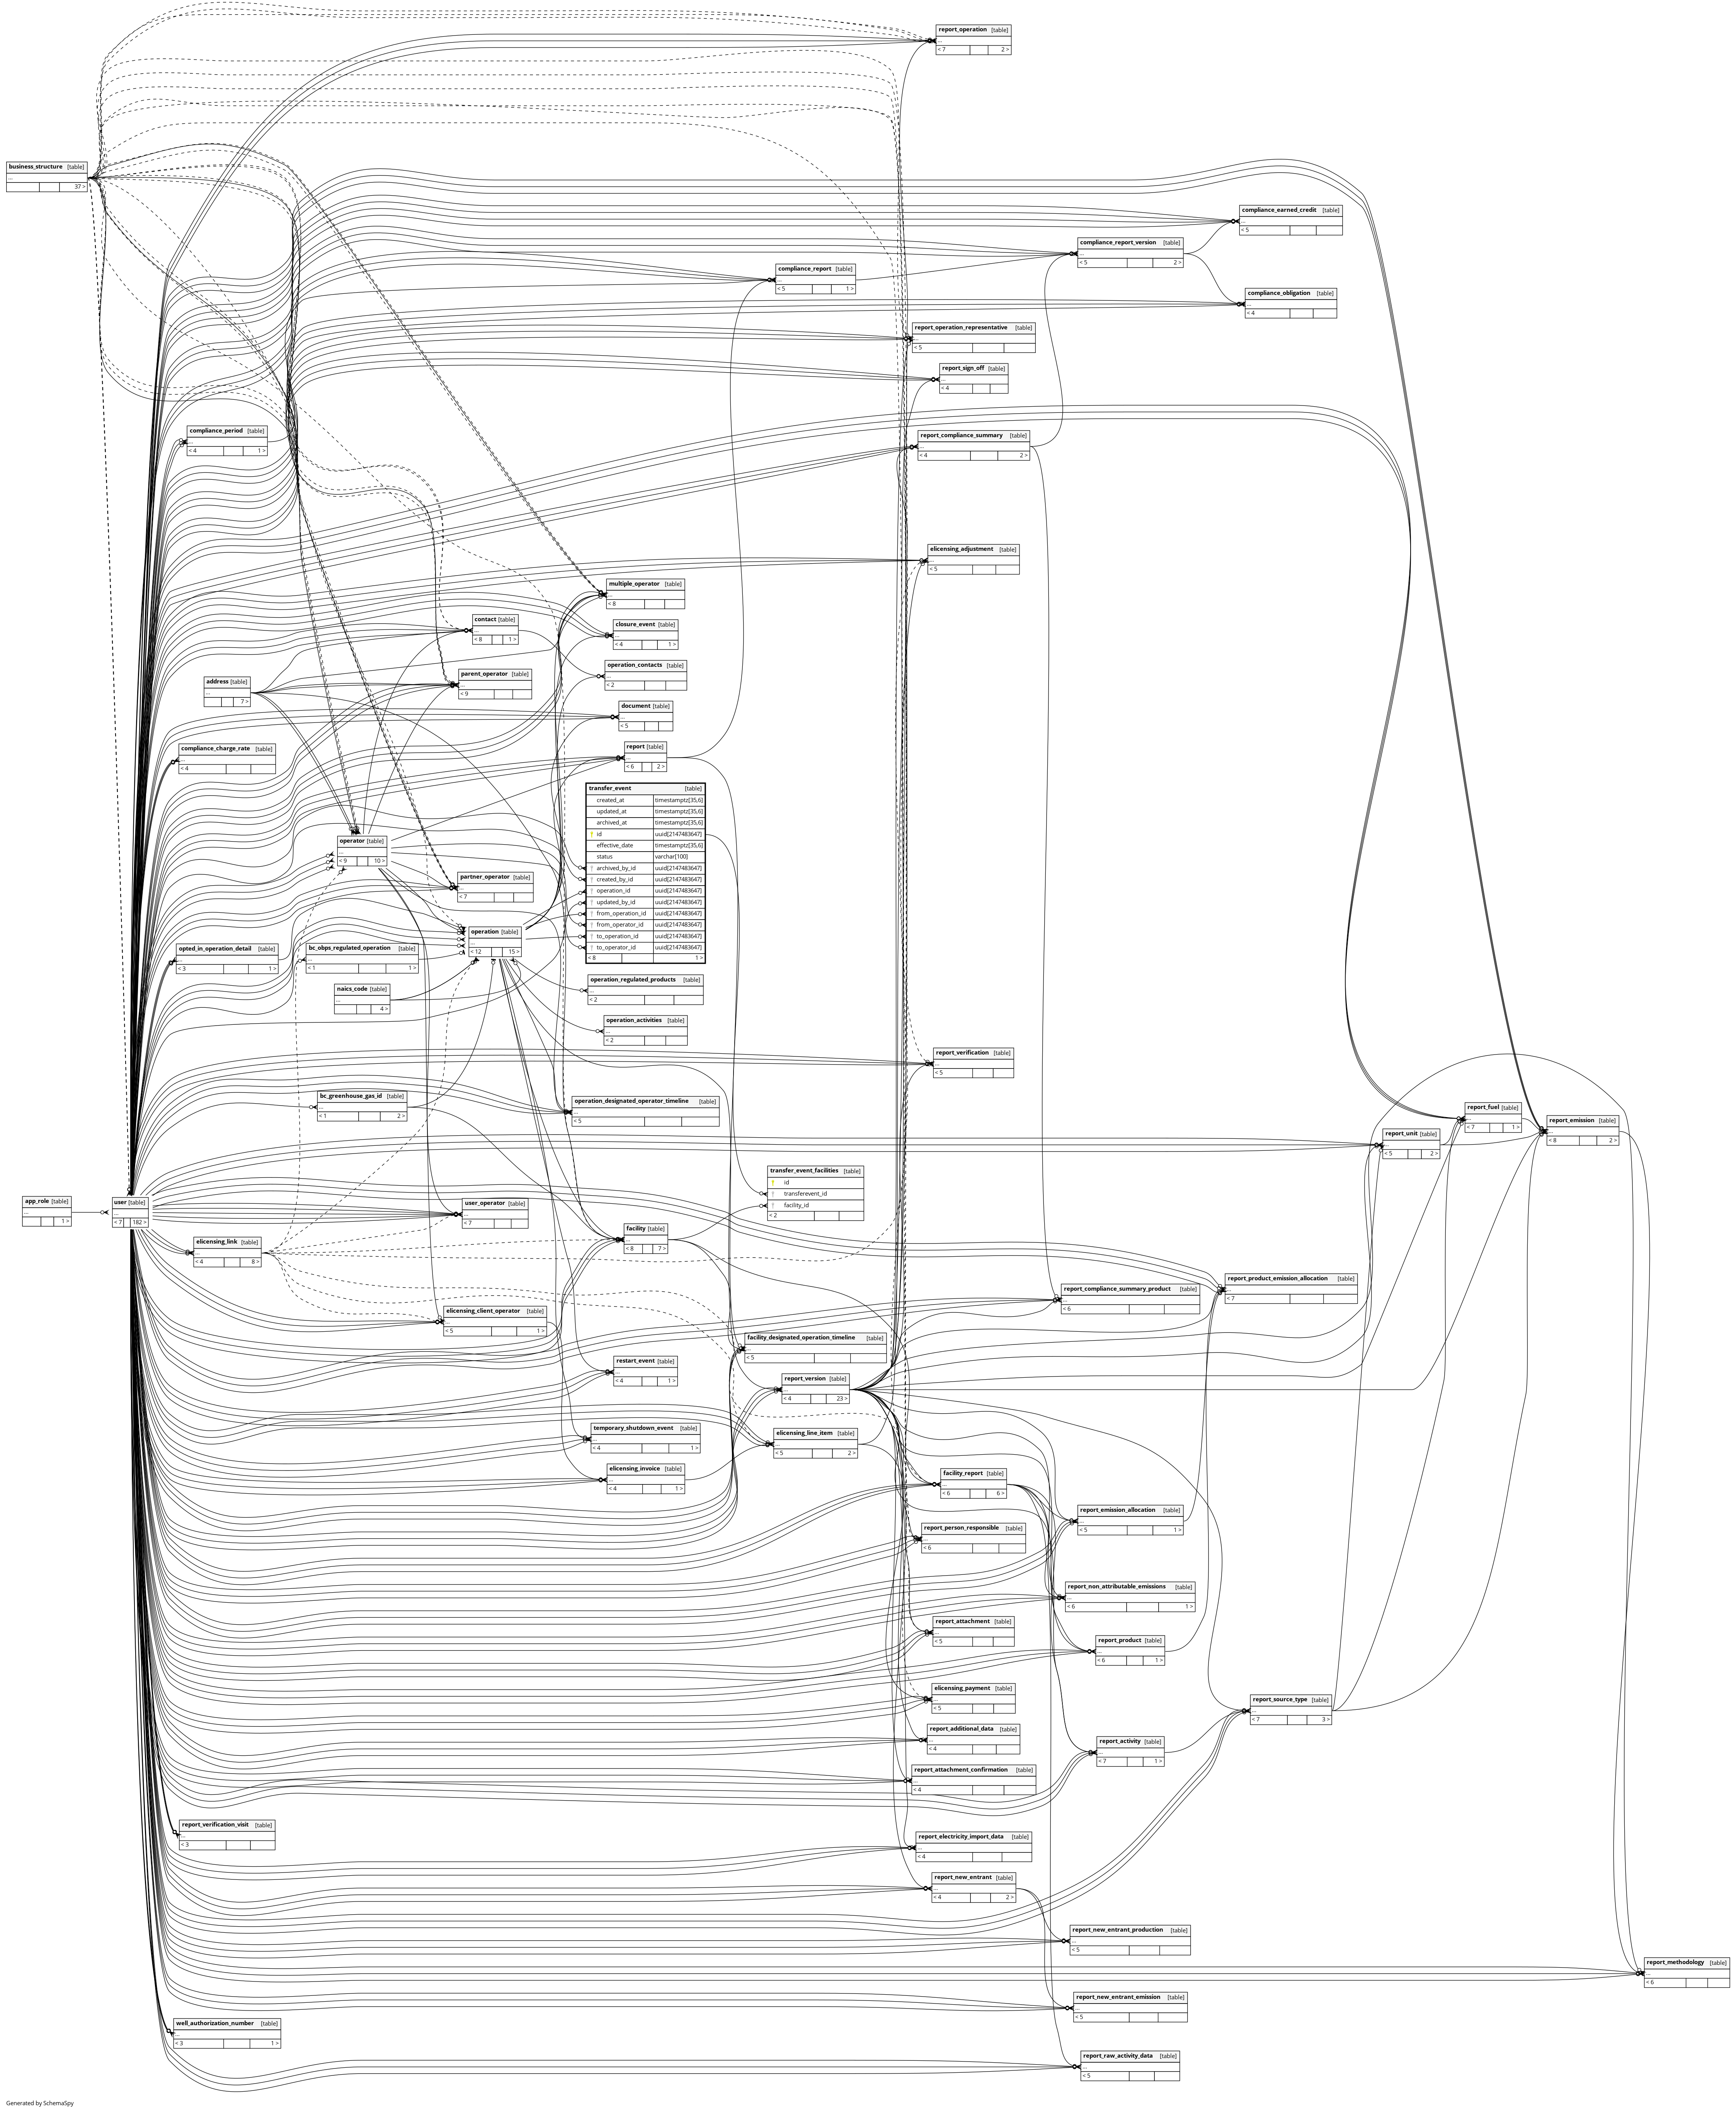 report_operation [table]
...
< 7 2 >
business_structure [table]
...
37 >
compliance_earned_credit [table]
...
< 5
compliance_report_version [table]
...
< 5 2 >
compliance_report [table]
...
< 5 1 >
compliance_obligation [table]
...
< 4
report_operation_representative [table]
...
< 5
report_sign_off [table]
...
< 4
compliance_period [table]
...
< 4 1 >
report_compliance_summary [table]
...
< 4 2 >
elicensing_adjustment [table]
...
< 5
multiple_operator [table]
...
< 8
contact [table]
...
< 8 1 >
closure_event [table]
...
< 4 1 >
operation_contacts [table]
...
< 2
address [table]
...
7 >
parent_operator [table]
...
< 9
document [table]
...
< 5
compliance_charge_rate [table]
...
< 4
report [table]
...
< 6 2 >
transfer_event [table]
created_at timestamptz[35,6]
updated_at timestamptz[35,6]
archived_at timestamptz[35,6]
id uuid[2147483647]
effective_date timestamptz[35,6]
status varchar[100]
archived_by_id uuid[2147483647]
created_by_id uuid[2147483647]
operation_id uuid[2147483647]
updated_by_id uuid[2147483647]
from_operation_id uuid[2147483647]
from_operator_id uuid[2147483647]
to_operation_id uuid[2147483647]
to_operator_id uuid[2147483647]
< 8 1 >
operator [table]
...
< 9 10 >
partner_operator [table]
...
< 7
operation [table]
...
< 12 15 >
opted_in_operation_detail [table]
...
< 3 1 >
bc_obps_regulated_operation [table]
...
< 1 1 >
naics_code [table]
...
4 >
operation_regulated_products [table]
...
< 2
operation_activities [table]
...
< 2
report_verification [table]
...
< 5
bc_greenhouse_gas_id [table]
...
< 1 2 >
operation_designated_operator_timeline [table]
...
< 5
report_fuel [table]
...
< 7 1 >
report_emission [table]
...
< 8 2 >
report_unit [table]
...
< 5 2 >
transfer_event_facilities [table]
id
transferevent_id
facility_id
< 2
app_role [table]
...
1 >
user [table]
...
< 7 182 >
user_operator [table]
...
< 7
facility [table]
...
< 8 7 >
elicensing_link [table]
...
< 4 8 >
report_product_emission_allocation [table]
...
< 7
report_compliance_summary_product [table]
...
< 6
elicensing_client_operator [table]
...
< 5 1 >
facility_designated_operation_timeline [table]
...
< 5
restart_event [table]
...
< 4 1 >
report_version [table]
...
< 4 23 >
temporary_shutdown_event [table]
...
< 4 1 >
elicensing_line_item [table]
...
< 5 2 >
elicensing_invoice [table]
...
< 4 1 >
facility_report [table]
...
< 6 6 >
report_emission_allocation [table]
...
< 5 1 >
report_person_responsible [table]
...
< 6
report_non_attributable_emissions [table]
...
< 6 1 >
report_attachment [table]
...
< 5
report_product [table]
...
< 6 1 >
elicensing_payment [table]
...
< 5
report_source_type [table]
...
< 7 3 >
report_additional_data [table]
...
< 4
report_activity [table]
...
< 7 1 >
report_attachment_confirmation [table]
...
< 4
report_verification_visit [table]
...
< 3
report_electricity_import_data [table]
...
< 4
report_new_entrant [table]
...
< 4 2 >
report_new_entrant_production [table]
...
< 5
report_methodology [table]
...
< 6
report_new_entrant_emission [table]
...
< 5
well_authorization_number [table]
...
< 3 1 >
report_raw_activity_data [table]
...
< 5
Generated by SchemaSpy